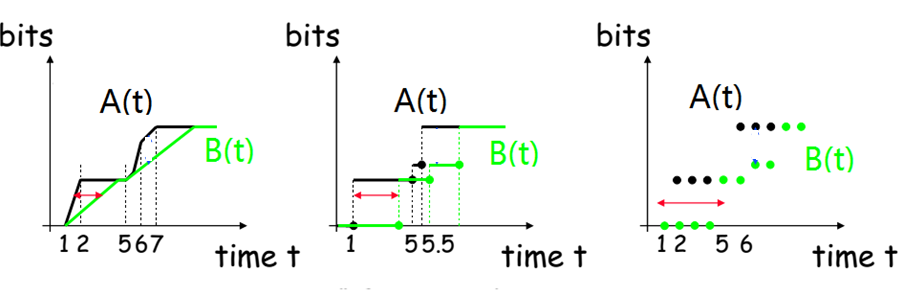 bits
A(t)
B(t)
1 2 5 6 7
time t
bits
A(t)
B(t)
1 5 5.5
time t
bits
A(t)
B(t)
1 2 5 6
time t